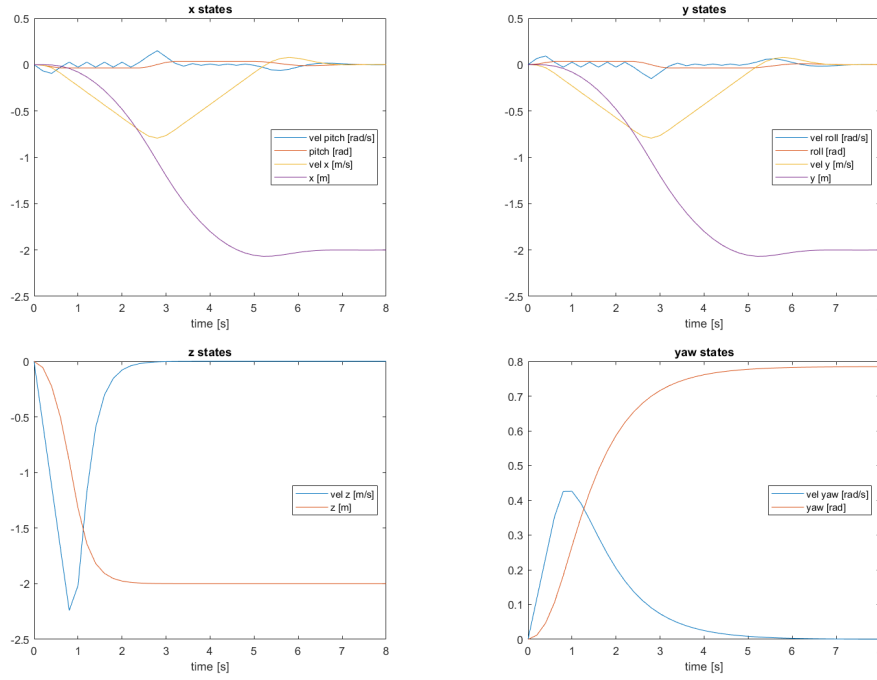 x states
0.5
0
-0.5
-1
-1.5
-2
-2.5
0 1 2 3 4 5 6 7 8
time [s]
vel pitch [rad/s]
pitch [rad]
vel x [m/s]
x [m]
y states
0.5
0
-0.5
-1
-1.5
-2
-2.5
0 1 2 3 4 5 6 7
time [s]
vel roll [rad/s]
roll [rad]
vel y [m/s]
y [m]
z states
0
-0.5
-1
-1.5
-2
-2.5
0 1 2 3 4 5 6 7 8
time [s]
vel z [m/s]
z [m]
yaw states
0.8
0.7
0.6
0.5
0.4
0.3
0.2
0.1
0
0 1 2 3 4 5 6 7
time [s]
vel yaw [rad/s]
yaw [rad]